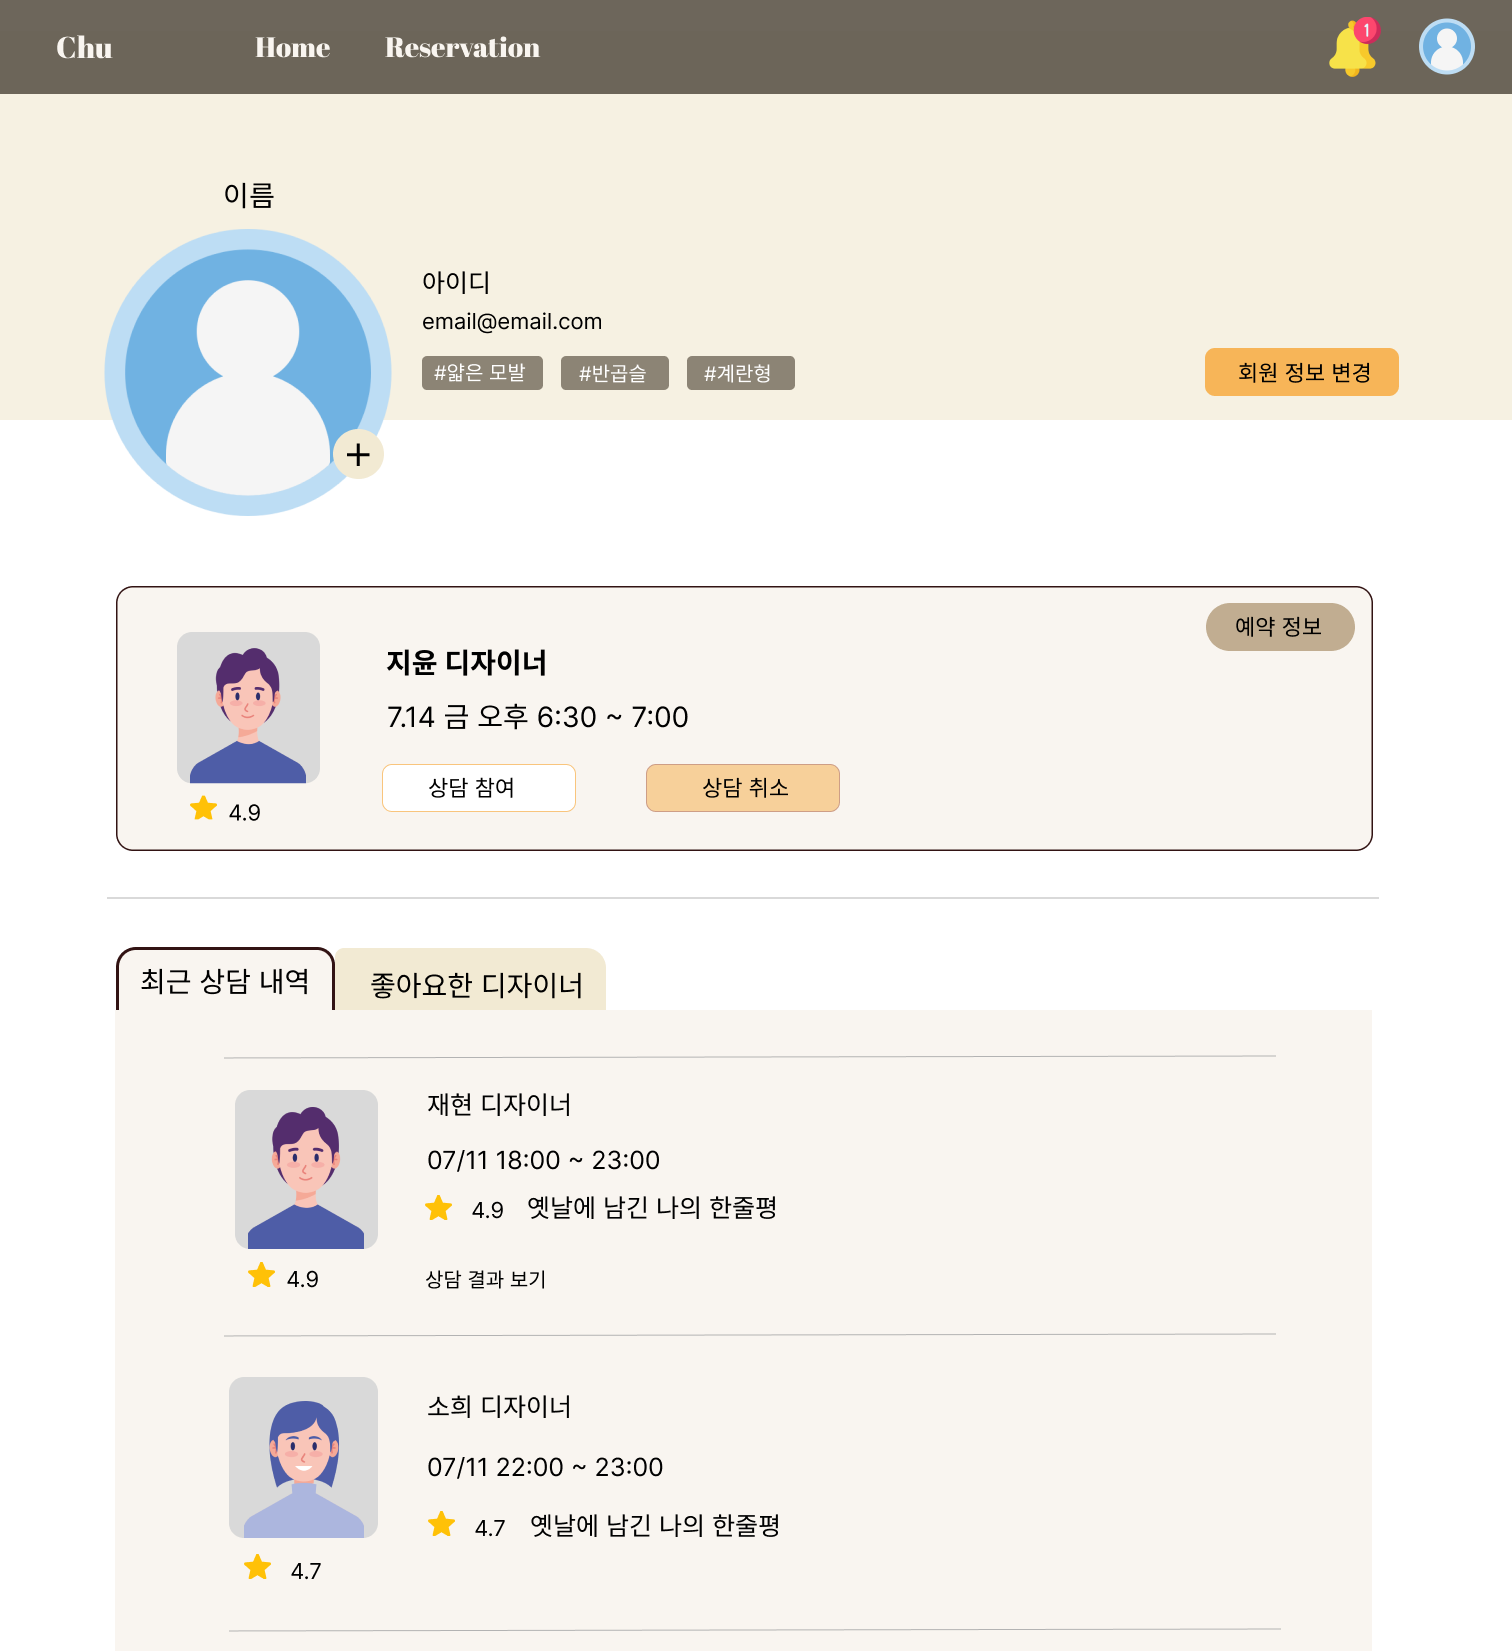 Chu Home Reservation 1
이름
아이디
email@email.com
#얇은 모발 #반곱슬 #계란형
회원 정보 변경
+
예약 정보
지윤 디자이너
7.14 금 오후 6:30 ~ 7:00
상담 참여 상담 취소
4.9
최근 상담 내역 좋아요한 디자이너
재현 디자이너
07/11 18:00 ~ 23:00
4.9 옛날에 남긴 나의 한줄평
4.9 상담 결과 보기
소희 디자이너
07/11 22:00 ~ 23:00
4.7 옛날에 남긴 나의 한줄평
4.7